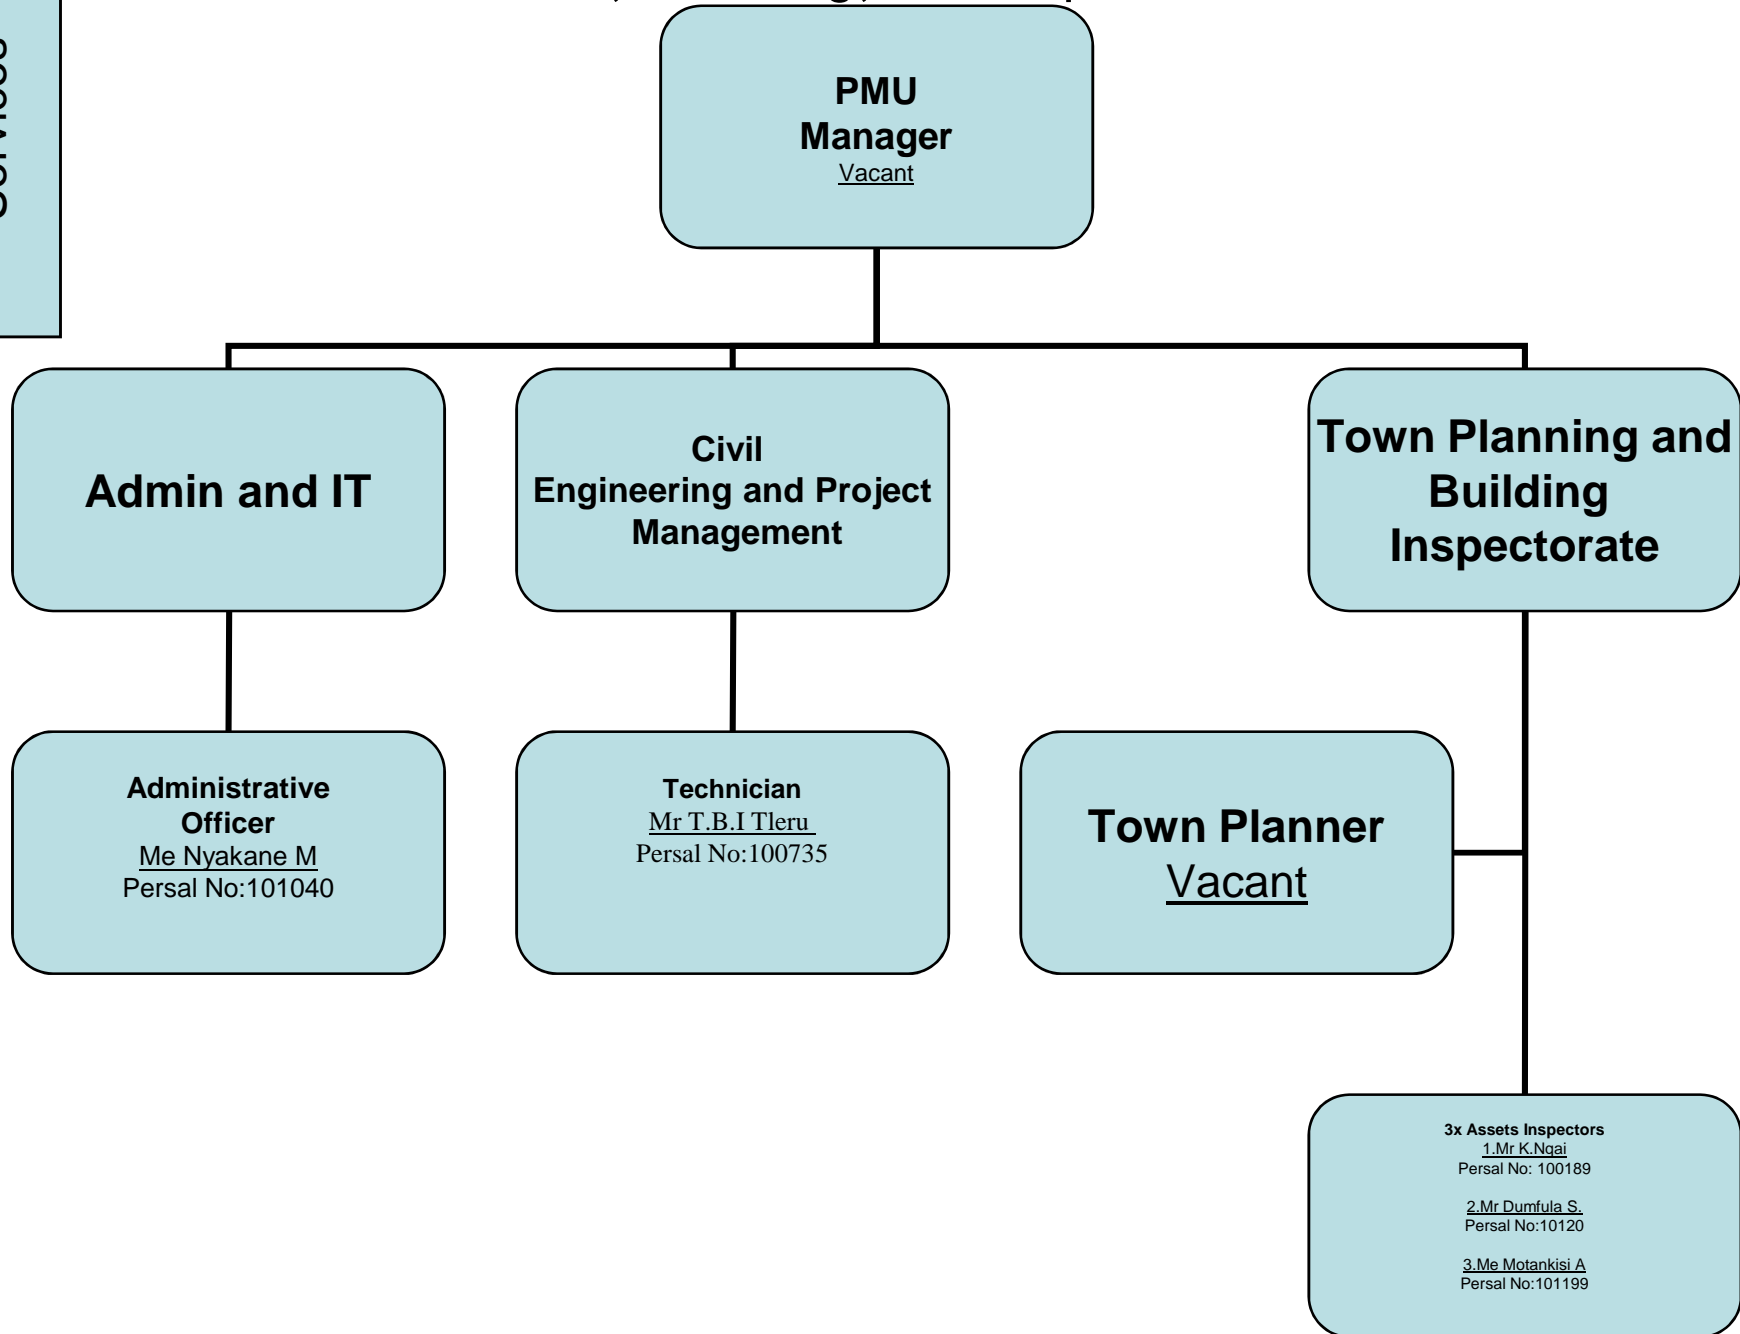 PMU
Manager
Vacant
Admin and IT
Civil
Engineering and Project
Management
Town Planning and
Building
Inspectorate
Administrative
Officer
Me Nyakane M
Persal No:101040
Technician
Mr T.B.I Tleru
Persal No:100735
Town Planner
Vacant
3x Assets Inspectors
1.Mr K.Nqai
Persal No: 100189
2.Mr Dumfula S.
Persal No:10120
3.Me Motankisi A
Persal No:101199